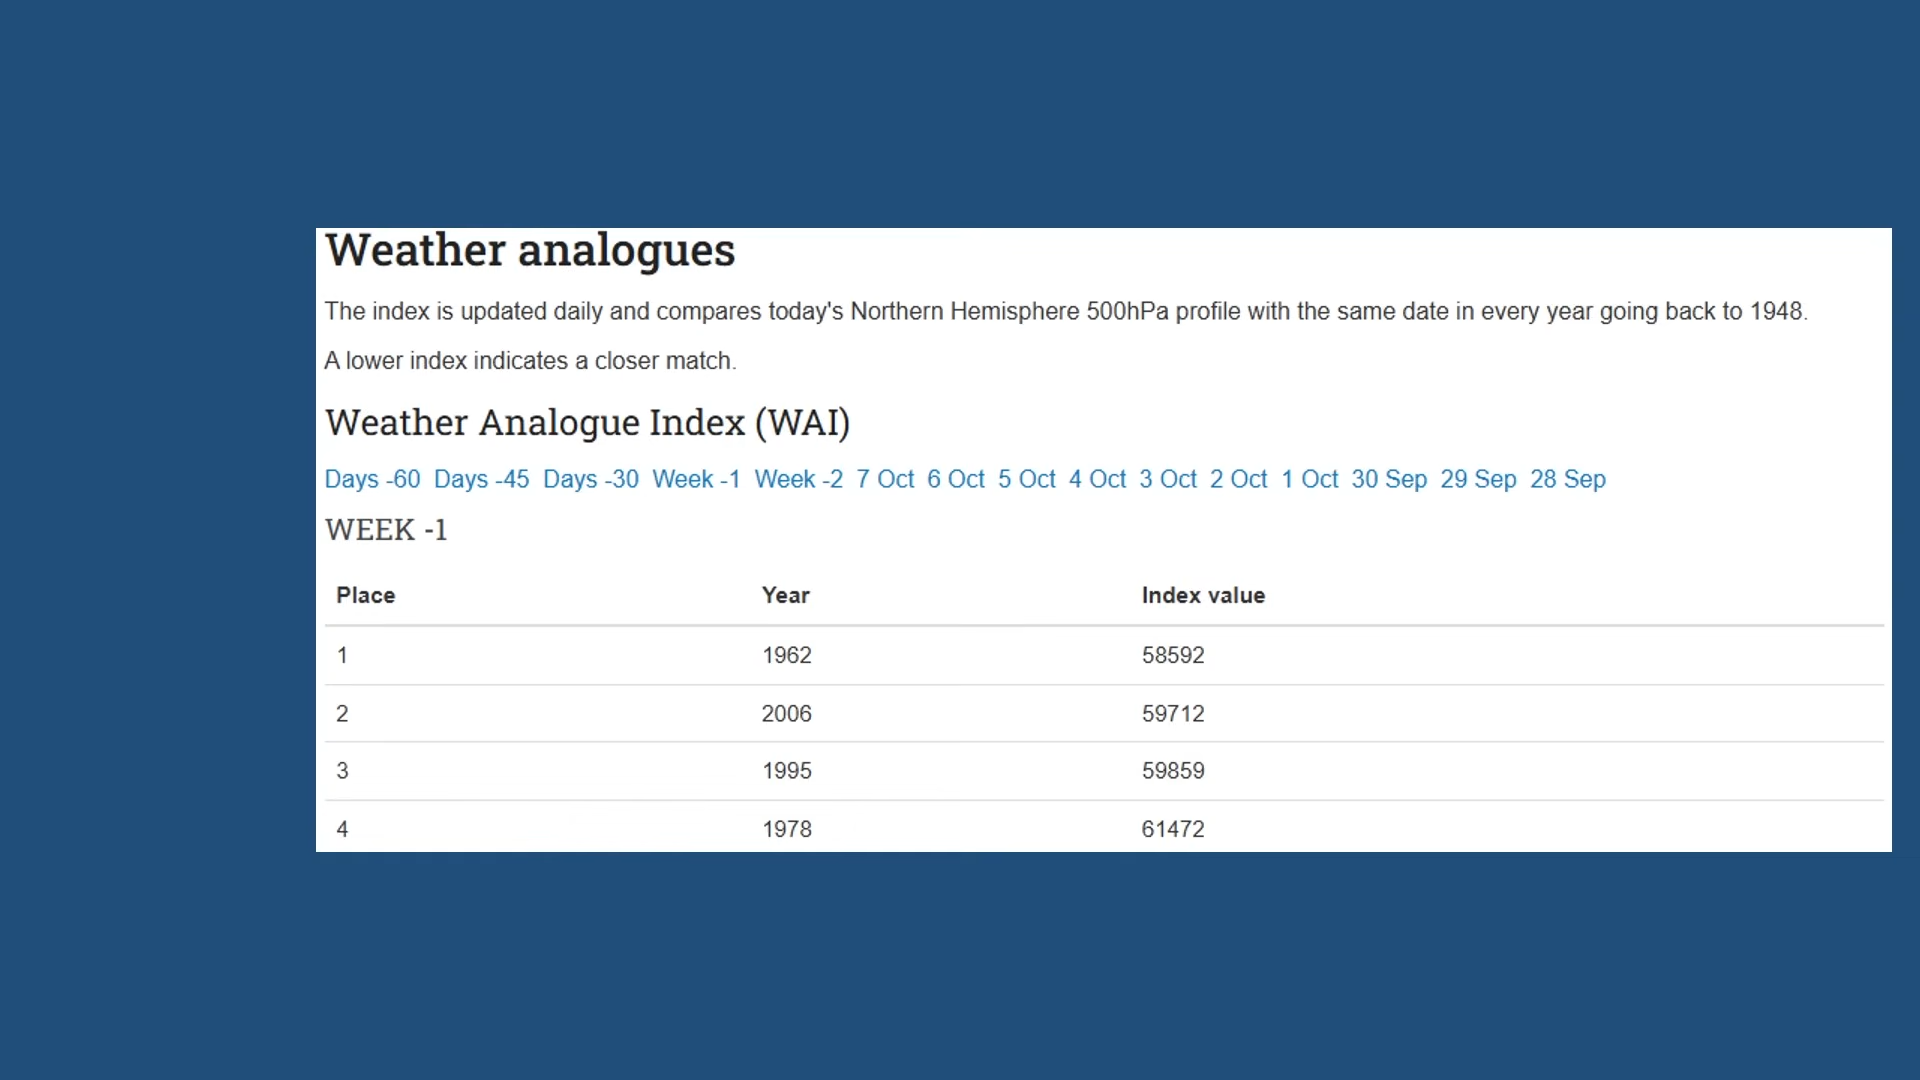 Weather analogues
The index is updated daily and compares today's Northern Hemisphere 500hPa profile with the same date in every year going back to 1948.
A lower index indicates a closer match.
Weather Analogue Index (WAI)
Days -60 Days -45 Days -30 Week -1 Week -2 7 Oct 6 Oct 5 Oct 4 Oct 3 Oct 2 Oct 1 Oct 30 Sep 29 Sep 28 Sep
WEEK -1
Place Year Index value
1 1962 58592
2 2006 59712
3 1995 59859
4 1978 61472